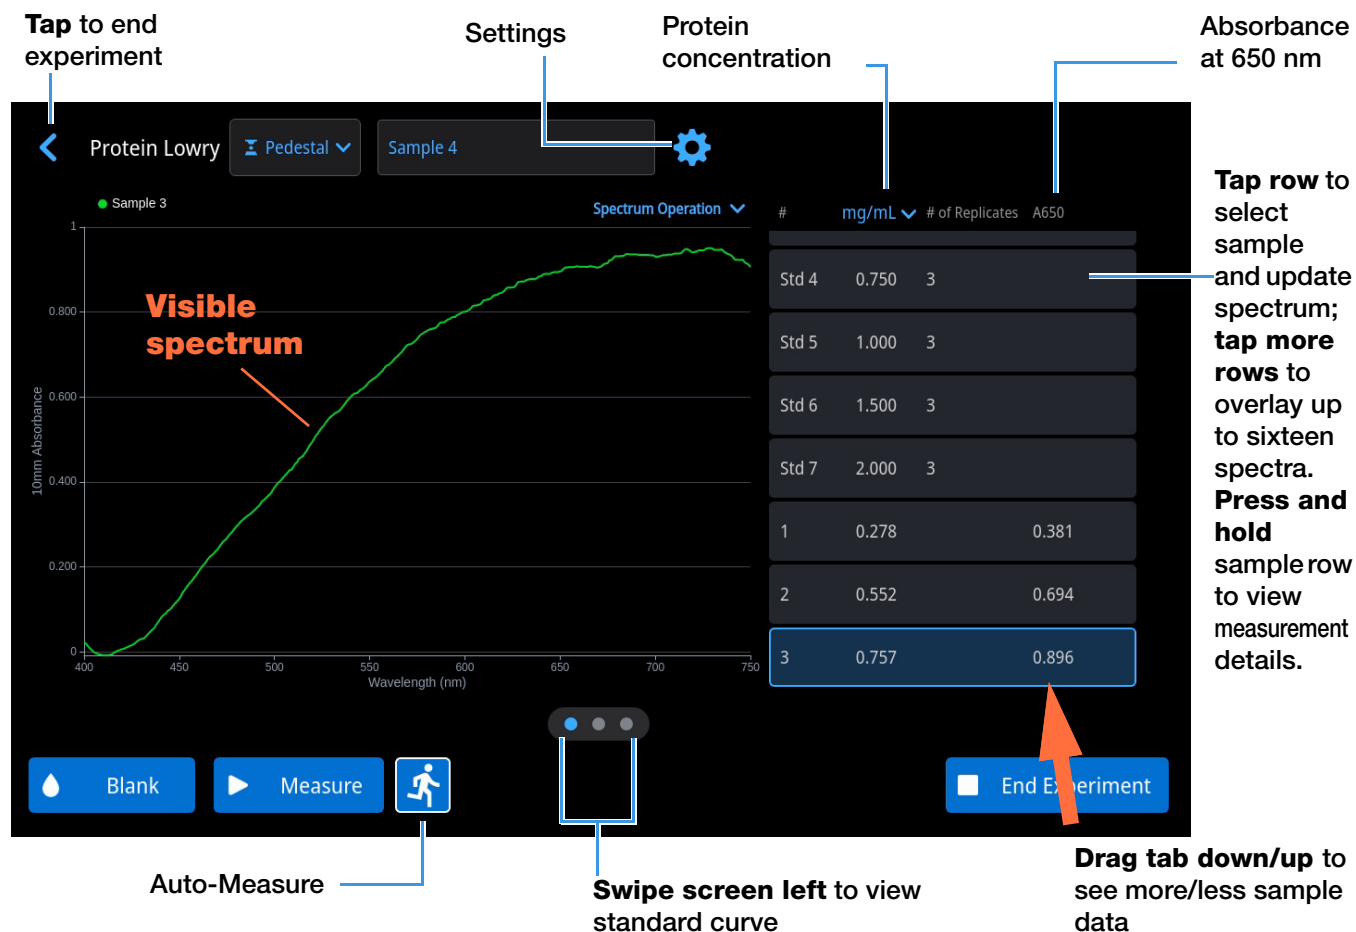 Tap to end
experiment
Settings
Protein
concentration
Absorbance
at 650 nm
Protein Lowry
Pedestal
Sample 4
Sample 3
Spectrum Operation
# mg/mL # of Replicates A650
1
0.800
0.600
0.400
0.200
0
10mm Absorbance
400 450 500 550 600 650 700 750
Wavelength (nm)
Visible
spectrum
Std 4 0.750 3
Std 5 1.000 3
Std 6 1.500 3
Std 7 2.000 3
1 0.278 0.381
2 0.552 0.694
3 0.757 0.896
Tap row to
select
sample
and update
spectrum;
tap more
rows to
overlay up
to sixteen
spectra.
Press and
hold
sample row
to view
measurement
details.
Blank
Measure
End Experiment
Auto-Measure
Swipe screen left to view
standard curve
Drag tab down/up to
see more/less sample
data